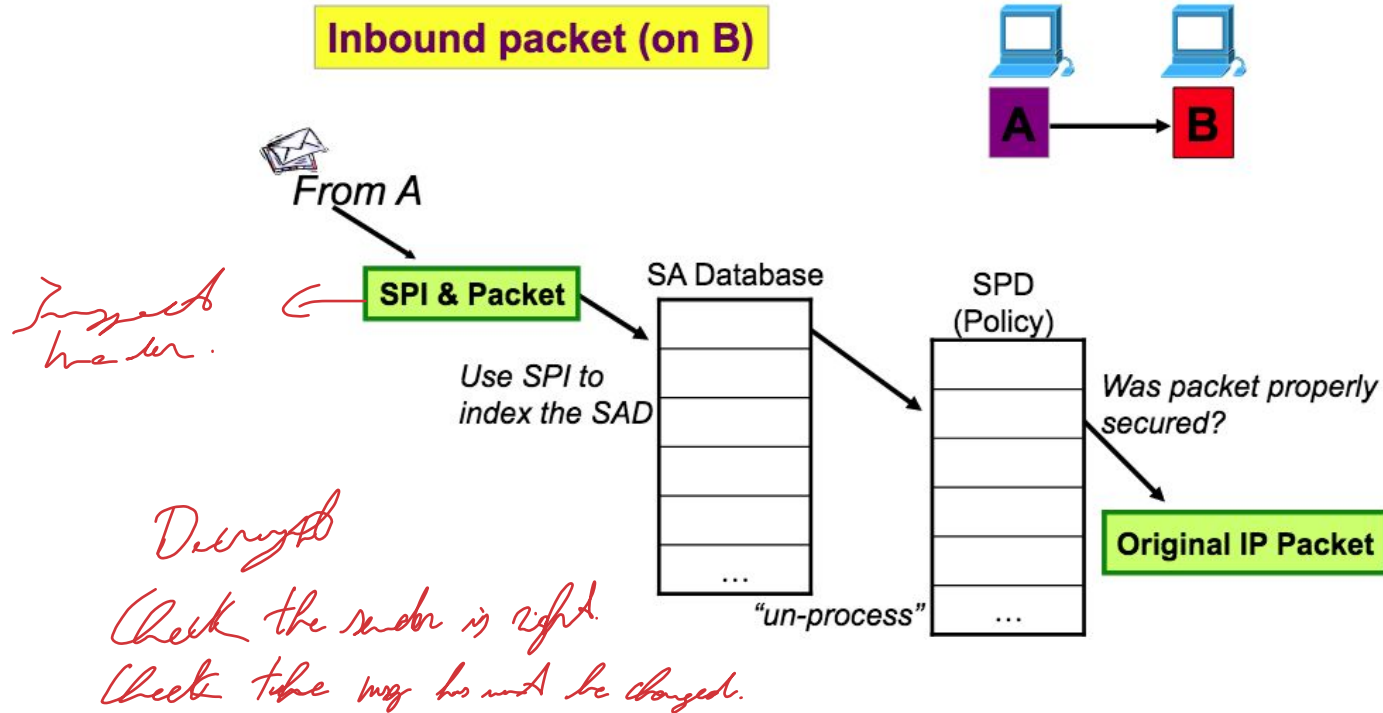 Inbound packet (on B)
A
B
From A
SPI & Packet
Inspect
header.
SA Database
SPD
(Policy)
Use SPI to
index the SAD
Was packet properly
secured?
Original IP Packet
...
"un-process"
...
Decrypt
Check the sender is right.
Check the msg has not be changed.